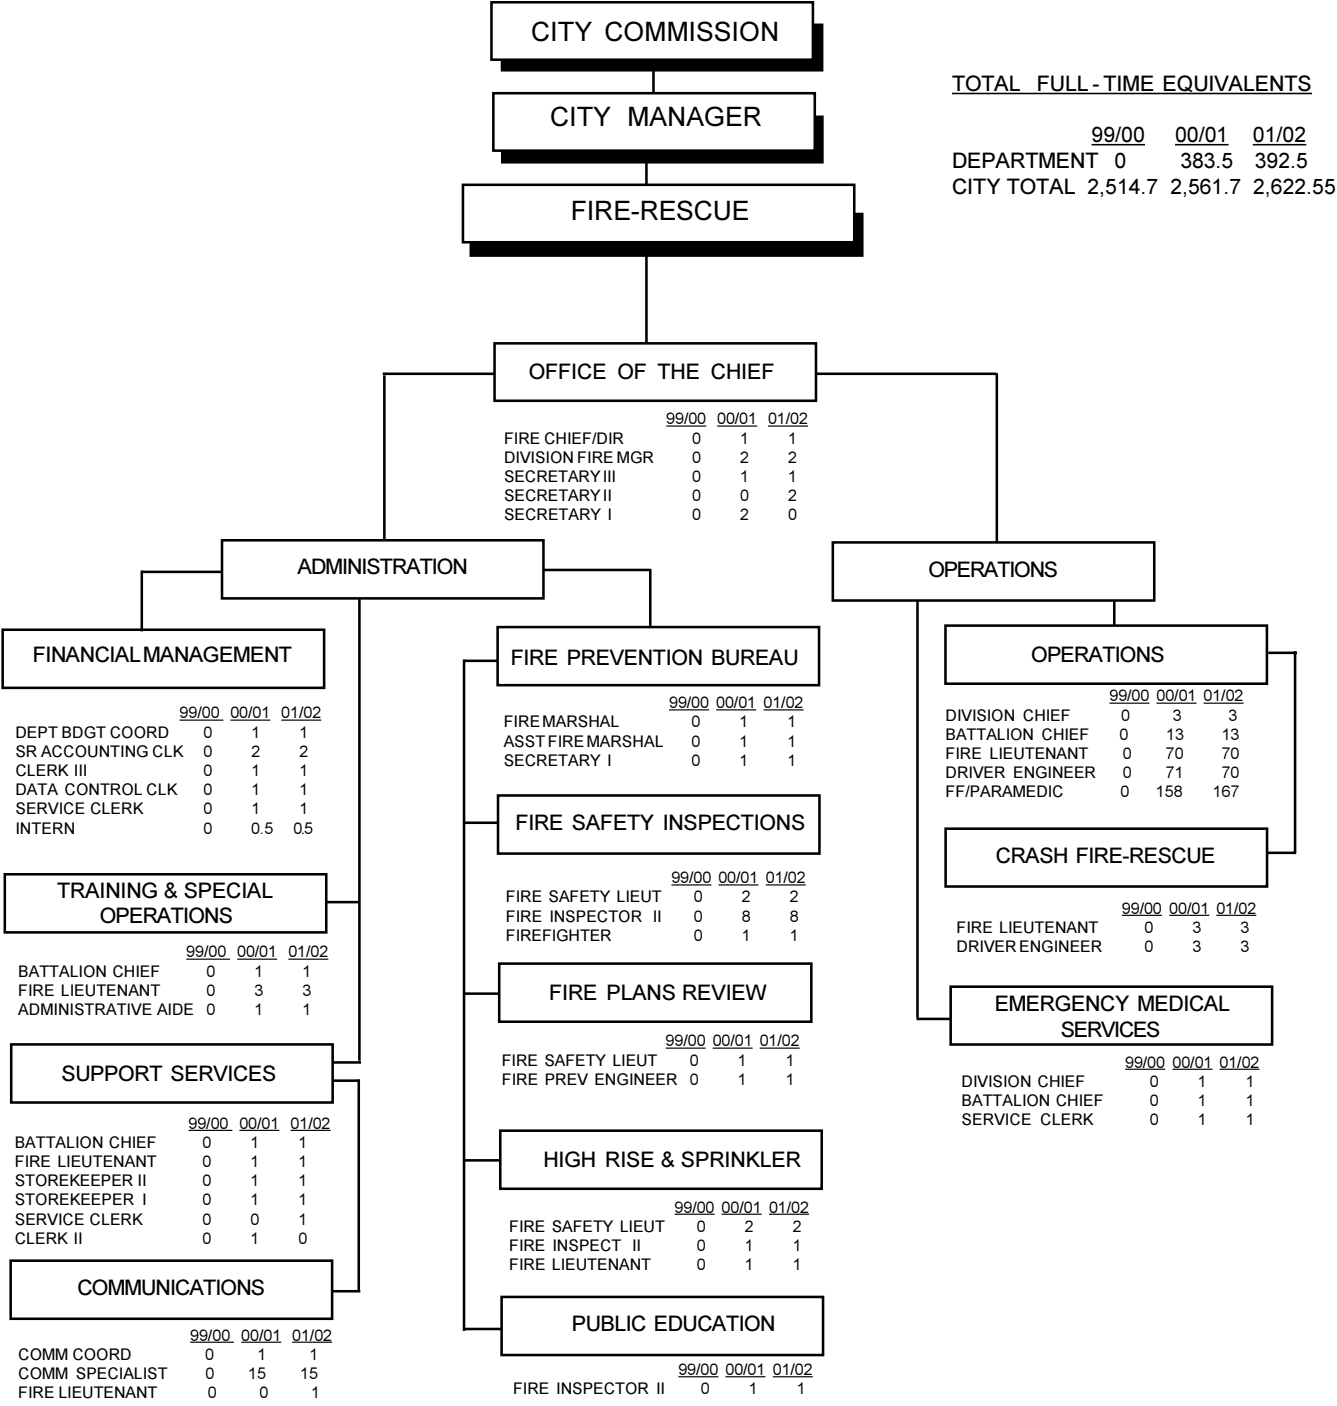 CITY COMMISSION
CITY MANAGER
FIRE-RESCUE
TOTAL FULL-TIME EQUIVALENTS
99/00 00/01 01/02
DEPARTMENT 0 383.5 392.5
CITY TOTAL 2,514.7 2,561.7 2,622.55
OFFICE OF THE CHIEF
99/00 00/01 01/02
FIRE CHIEF/DIR 0 1 1
DIVISION FIRE MGR 0 2 2
SECRETARY III 0 1 1
SECRETARY II 0 0 2
SECRETARY I 0 2 0
ADMINISTRATION
FINANCIAL MANAGEMENT
99/00 00/01 01/02
DEPT BDGT COORD 0 1 1
SR ACCOUNTING CLK 0 2 2
CLERK III 0 1 1
DATA CONTROL CLK 0 1 1
SERVICE CLERK 0 1 1
INTERN 0 0.5 0.5
TRAINING & SPECIAL
OPERATIONS
99/00 00/01 01/02
BATTALION CHIEF 0 1 1
FIRE LIEUTENANT 0 3 3
ADMINISTRATIVE AIDE 0 1 1
SUPPORT SERVICES
99/00 00/01 01/02
BATTALION CHIEF 0 1 1
FIRE LIEUTENANT 0 1 1
STOREKEEPER II 0 1 1
STOREKEEPER I 0 1 1
SERVICE CLERK 0 0 1
CLERK II 0 1 0
COMMUNICATIONS
99/00 00/01 01/02
COMM COORD 0 1 1
COMM SPECIALIST 0 15 15
FIRE LIEUTENANT 0 0 1
FIRE PREVENTION BUREAU
99/00 00/01 01/02
FIRE MARSHAL 0 1 1
ASST FIRE MARSHAL 0 1 1
SECRETARY I 0 1 1
FIRE SAFETY INSPECTIONS
99/00 00/01 01/02
FIRE SAFETY LIEUT 0 2 2
FIRE INSPECTOR II 0 8 8
FIREFIGHTER 0 1 1
FIRE PLANS REVIEW
99/00 00/01 01/02
FIRE SAFETY LIEUT 0 1 1
FIRE PREV ENGINEER 0 1 1
HIGH RISE & SPRINKLER
99/00 00/01 01/02
FIRE SAFETY LIEUT 0 2 2
FIRE INSPECT II 0 1 1
FIRE LIEUTENANT 0 1 1
PUBLIC EDUCATION
99/00 00/01 01/02
FIRE INSPECTOR II 0 1 1
OPERATIONS
OPERATIONS
99/00 00/01 01/02
DIVISION CHIEF 0 3 3
BATTALION CHIEF 0 13 13
FIRE LIEUTENANT 0 70 70
DRIVER ENGINEER 0 71 70
FF/PARAMEDIC 0 158 167
CRASH FIRE-RESCUE
99/00 00/01 01/02
FIRE LIEUTENANT 0 3 3
DRIVER ENGINEER 0 3 3
EMERGENCY MEDICAL
SERVICES
99/00 00/01 01/02
DIVISION CHIEF 0 1 1
BATTALION CHIEF 0 1 1
SERVICE CLERK 0 1 1